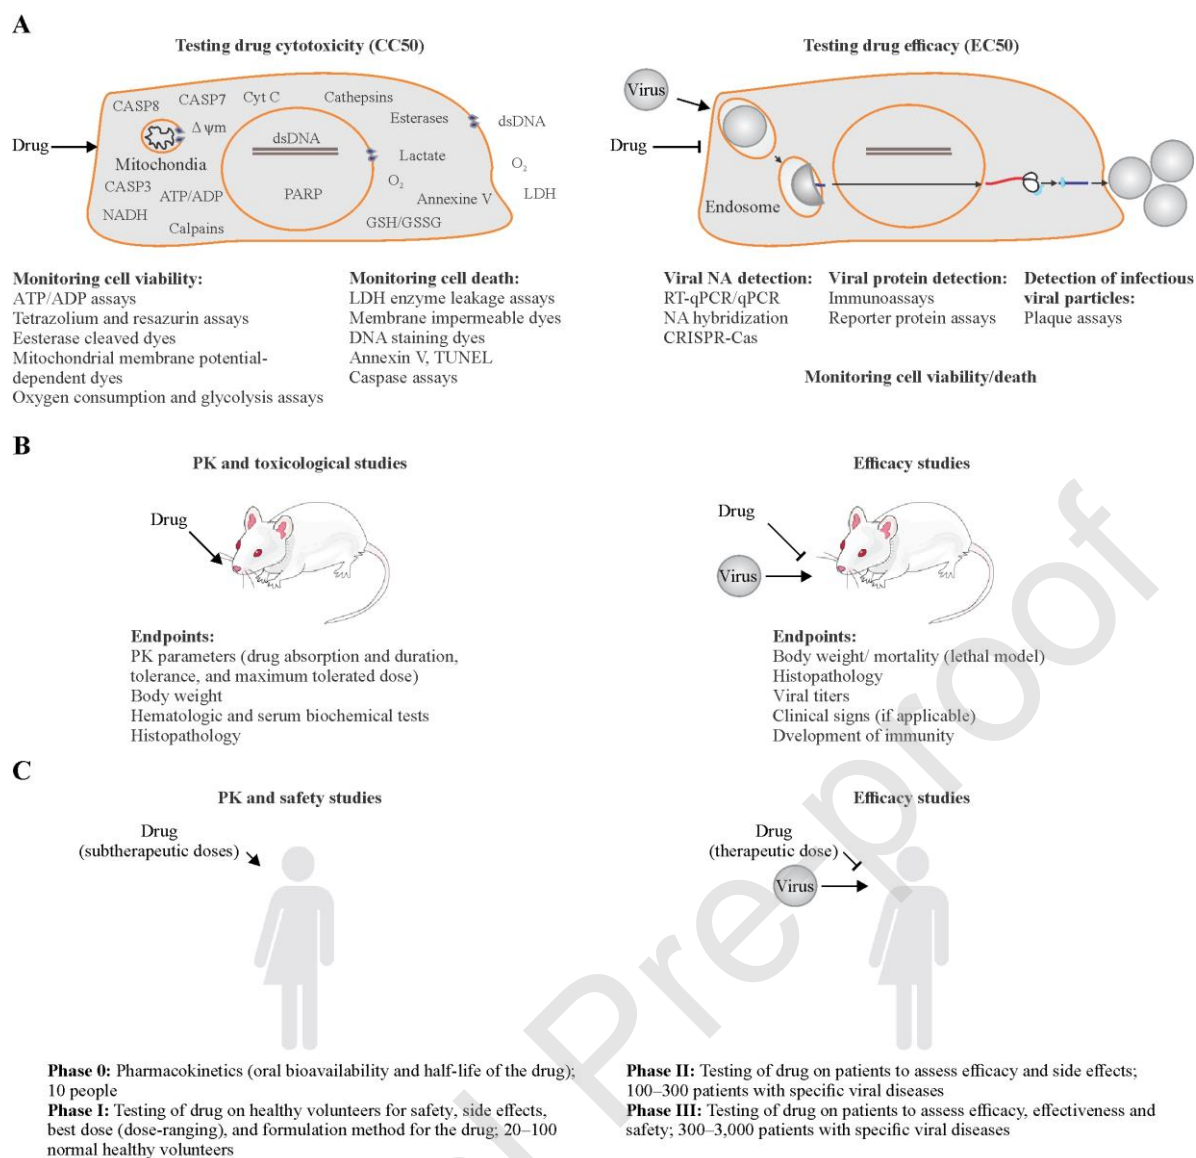 A
Testing drug cytotoxicity (CC50)
Drug
CASP8
CASP7
Cyt C
Cathepsins
Δ ψm
Esterases
dsDNA
dsDNA
Mitochondia
Lactate
O₂
O₂
CASP3
ATP/ADP
PARP
Annexine V
LDH
NADH
Calpains
GSH/GSSG
Monitoring cell viability:
ATP/ADP assays
Tetrazolium and resazurin assays
Eesterase cleaved dyes
Mitochondrial membrane potential-
dependent dyes
Oxygen consumption and glycolysis assays
Monitoring cell death:
LDH enzyme leakage assays
Membrane impermeable dyes
DNA staining dyes
Annexin V, TUNEL
Caspase assays
Testing drug efficacy (EC50)
Virus
Drug
Endosome
Viral NA detection:
RT-qPCR/qPCR
NA hybridization
CRISPR-Cas
Viral protein detection:
Immunoassays
Reporter protein assays
Detection of infectious
viral particles:
Plaque assays
Monitoring cell viability/death
B
PK and toxicological studies
Drug
Endpoints:
PK parameters (drug absorption and duration,
tolerance, and maximum tolerated dose)
Body weight
Hematologic and serum biochemical tests
Histopathology
Efficacy studies
Drug
Virus
Endpoints:
Body weight/ mortality (lethal model)
Histopathology
Viral titers
Clinical signs (if applicable)
Dvelopment of immunity
C
PK and safety studies
Drug
(subtherapeutic doses)
Phase 0: Pharmacokinetics (oral bioavailability and half-life of the drug);
10 people
Phase I: Testing of drug on healthy volunteers for safety, side effects,
best dose (dose-ranging), and formulation method for the drug; 20–100
normal healthy volunteers
Efficacy studies
Drug
(therapeutic dose)
Virus
Phase II: Testing of drug on patients to assess efficacy and side effects;
100–300 patients with specific viral diseases
Phase III: Testing of drug on patients to assess efficacy, effectiveness and
safety; 300–3,000 patients with specific viral diseases
Pre-proof